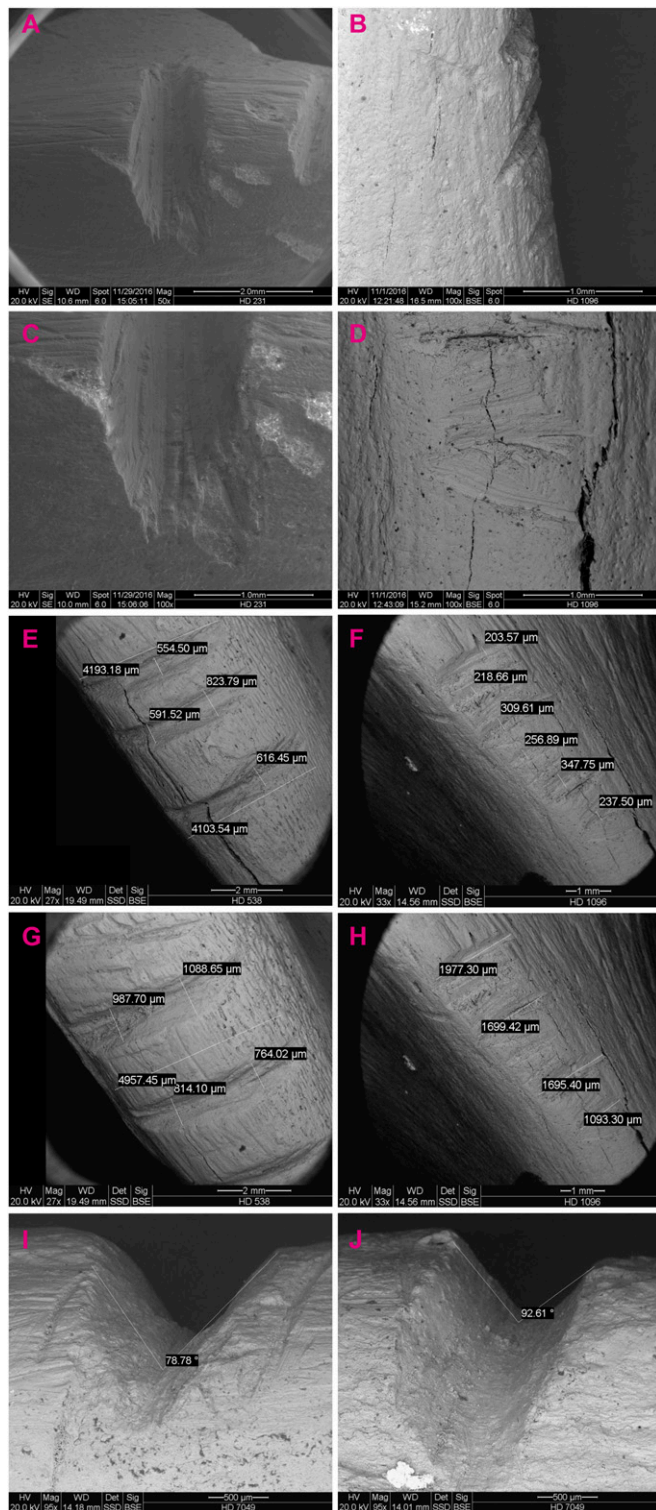 A
HV Sig WD Spot 11/29/2016 Mag 2.0mm
20.0 kV SE 10.6 mm 6.0 15:05:11 50x HD 231
B
HV Sig WD Spot 11/1/2016 Mag 1.0mm
20.0 kV 12:21:48 16.5 mm 100x BSE 6.0 HD 1096
C
HV Sig WD Spot 11/29/2016 Mag 1.0mm
20.0 kV SE 10.0 mm 6.0 15:06:06 100x HD 231
D
HV WD Mag Sig Spot 1.0mm
11/1/2016
20.0 kV 12:43:09 15.2 mm 100x BSE 6.0 HD 1096
E
554.50 µm
4193.18 µm
823.79 µm
591.52 µm
616.45 µm
4103.54 µm
HV Mag WD Det Sig 2 mm
20.0 kV 27x 19.49 mm SSD BSE HD 538
F
203.57 µm
218.66 µm
309.61 µm
256.89 µm
347.75 µm
237.50 µm
HV Mag WD Det Sig 1 mm
20.0 kV 33x 14.56 mm SSD BSE HD 1096
G
1088.65 µm
987.70 µm
764.02 µm
4957.45 µm
814.10 µm
HV Mag WD Det Sig 2 mm
20.0 kV 27x 19.49 mm SSD BSE HD 538
H
1977.30 µm
1699.42 µm
1695.40 µm
1093.30 µm
HV Mag WD Det Sig 1 mm
20.0 kV 33x 14.56 mm SSD BSE HD 1096
I
78.78 °
HV Mag WD Det Sig 500 µm
20.0 kV 95x 14.18 mm SSD BSE HD 7049
J
92.61 °
HV Mag WD Det Sig 500 µm
20.0 kV 95x 14.01 mm SSD BSE HD 7049